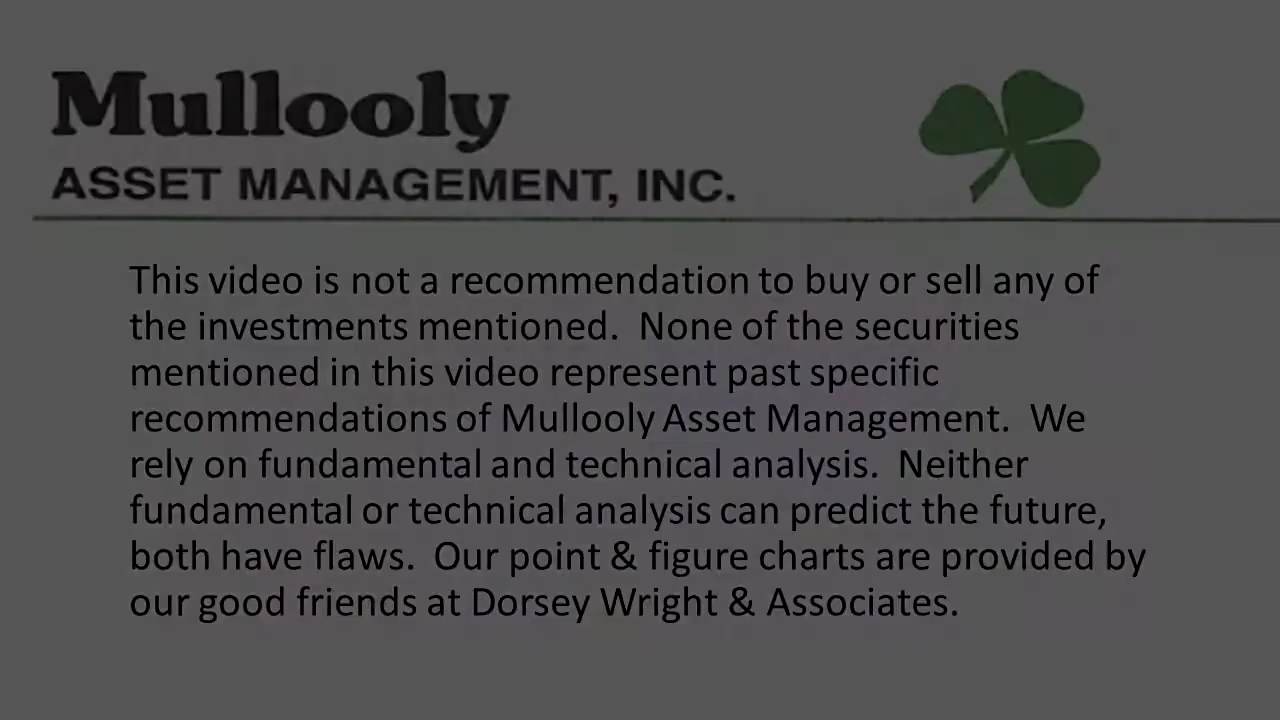 Mullooly
ASSET MANAGEMENT, INC.
This video is not a recommendation to buy or sell any of
the investments mentioned.  None of the securities
mentioned in this video represent past specific
recommendations of Mullooly Asset Management.  We
rely on fundamental and technical analysis.  Neither
fundamental or technical analysis can predict the future,
both have flaws.  Our point & figure charts are provided by
our good friends at Dorsey Wright & Associates.